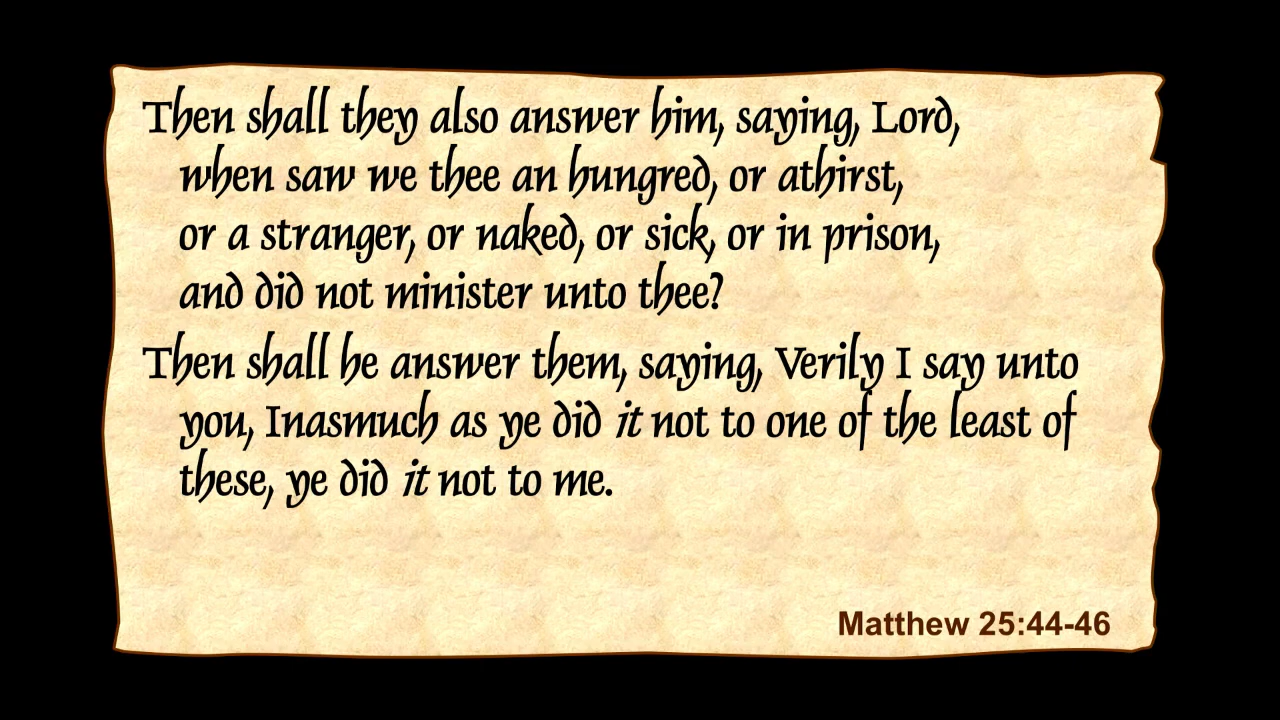 Then shall they also answer him, saying, Lord,
when saw we thee an hungred, or athirst,
or a stranger, or naked, or sick, or in prison,
and did not minister unto thee?
Then shall he answer them, saying, Verily I say unto
you, Inasmuch as ye did it not to one of the least of
these, ye did it not to me.
Matthew 25:44-46